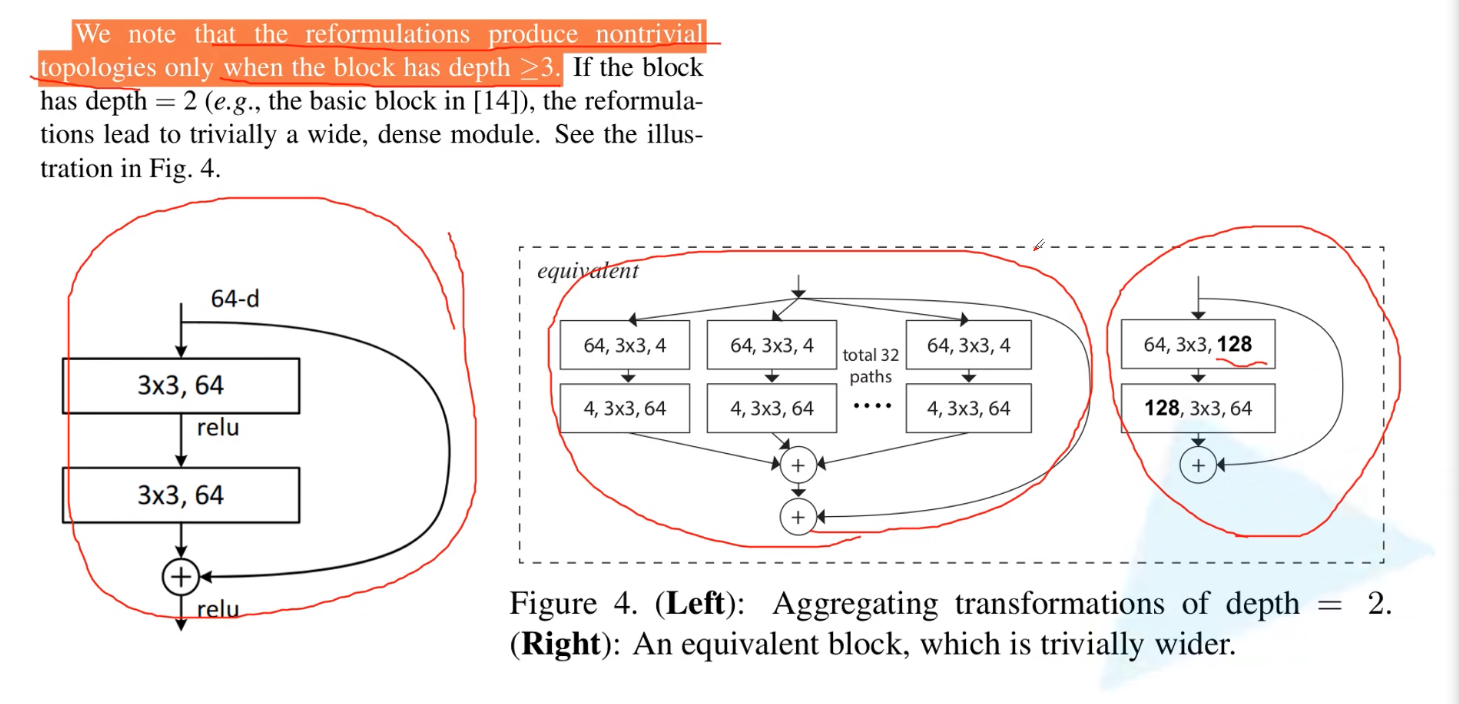 We note that the reformulations produce nontrivial
topologies only when the block has depth ≥3. If the block
has depth = 2 (e.g., the basic block in [14]), the reformula-
tions lead to trivially a wide, dense module. See the illus-
tration in Fig. 4.
64-d
3x3, 64
relu
3x3, 64
+
relu
equivalent
64, 3x3, 4
64, 3x3, 4
total 32
paths
64, 3x3, 4
4, 3x3, 64
4, 3x3, 64
....
4, 3x3, 64
+
+
64, 3x3, 128
128, 3x3, 64
+
Figure 4. (Left): Aggregating transformations of depth = 2.
(Right): An equivalent block, which is trivially wider.